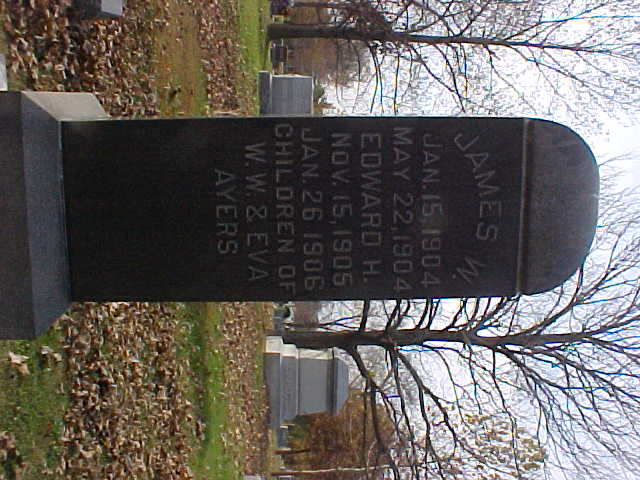 JAMES W.
JAN. 15, 1904
MAY 22, 1904
EDWARD H.
NOV. 15, 1905
JAN. 26 1906
CHILDREN OF
W. W. & EVA
AYERS